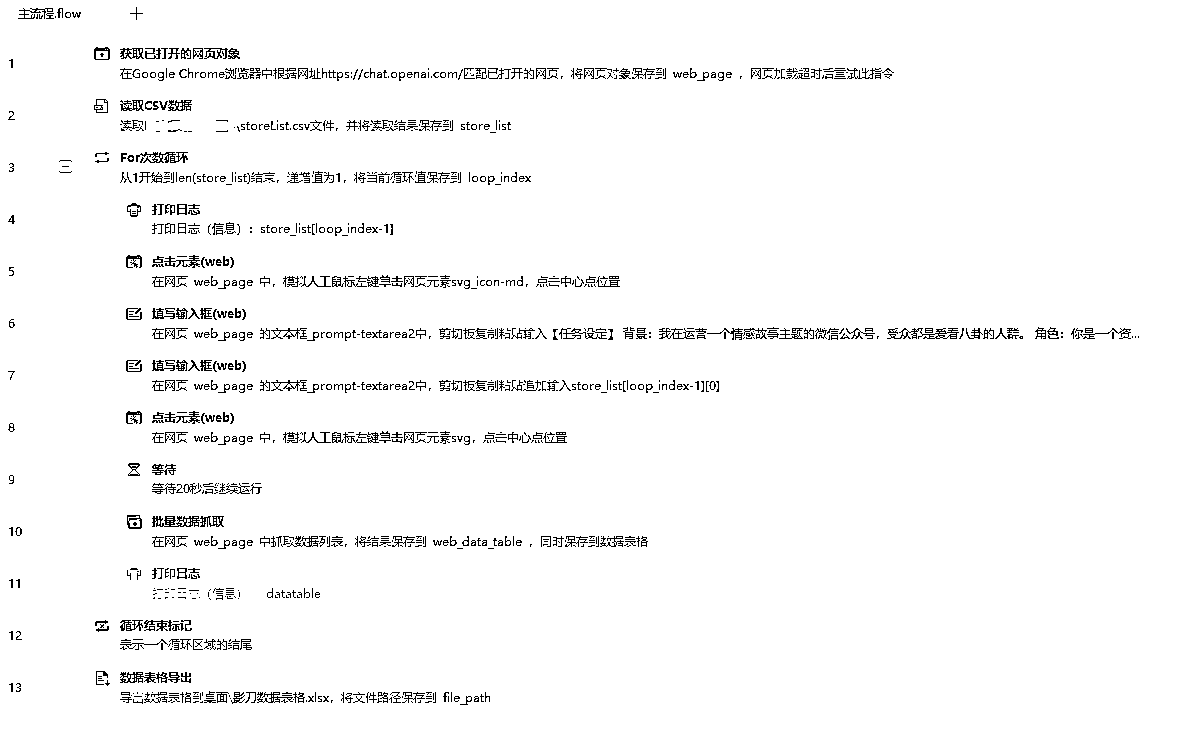 主流程.flow
1
获取已打开的网页对象
在Google Chrome浏览器中根据网址https://chat.openai.com/匹配已打开的网页，将网页对象保存到 web_page ，网页加载超时后重试此指令
2
读取CSV数据
读取 \storeList.csv文件，并将读取结果保存到 store_list
3
For次数循环
从1开始到len(store_list)结束，递增值为1，将当前循环值保存到 loop_index
4
打印日志
打印日志（信息）：store_list[loop_index-1]
5
点击元素(web)
在网页 web_page 中，模拟人工鼠标左键单击网页元素svg_icon-md，点击中心点位置
6
填写输入框(web)
在网页 web_page 的文本框_prompt-textarea2中，剪切板复制粘贴输入【任务设定】 背景：我在运营一个情感故事主题的微信公众号，受众都是爱看八卦的人群。 角色：你是一个资...
7
填写输入框(web)
在网页 web_page 的文本框_prompt-textarea2中，剪切板复制粘贴追加输入store_list[loop_index-1][0]
8
点击元素(web)
在网页 web_page 中，模拟人工鼠标左键单击网页元素svg，点击中心点位置
9
等待
等待20秒后继续运行
10
批量数据抓取
在网页 web_page 中抓取数据列表，将结果保存到 web_data_table ，同时保存到数据表格
11
打印日志
打印日志（信息） datatable
12
循环结束标记
表示一个循环区域的结尾
13
数据表格导出
导出数据表格到桌面\影刀数据表格.xlsx，将文件路径保存到 file_path